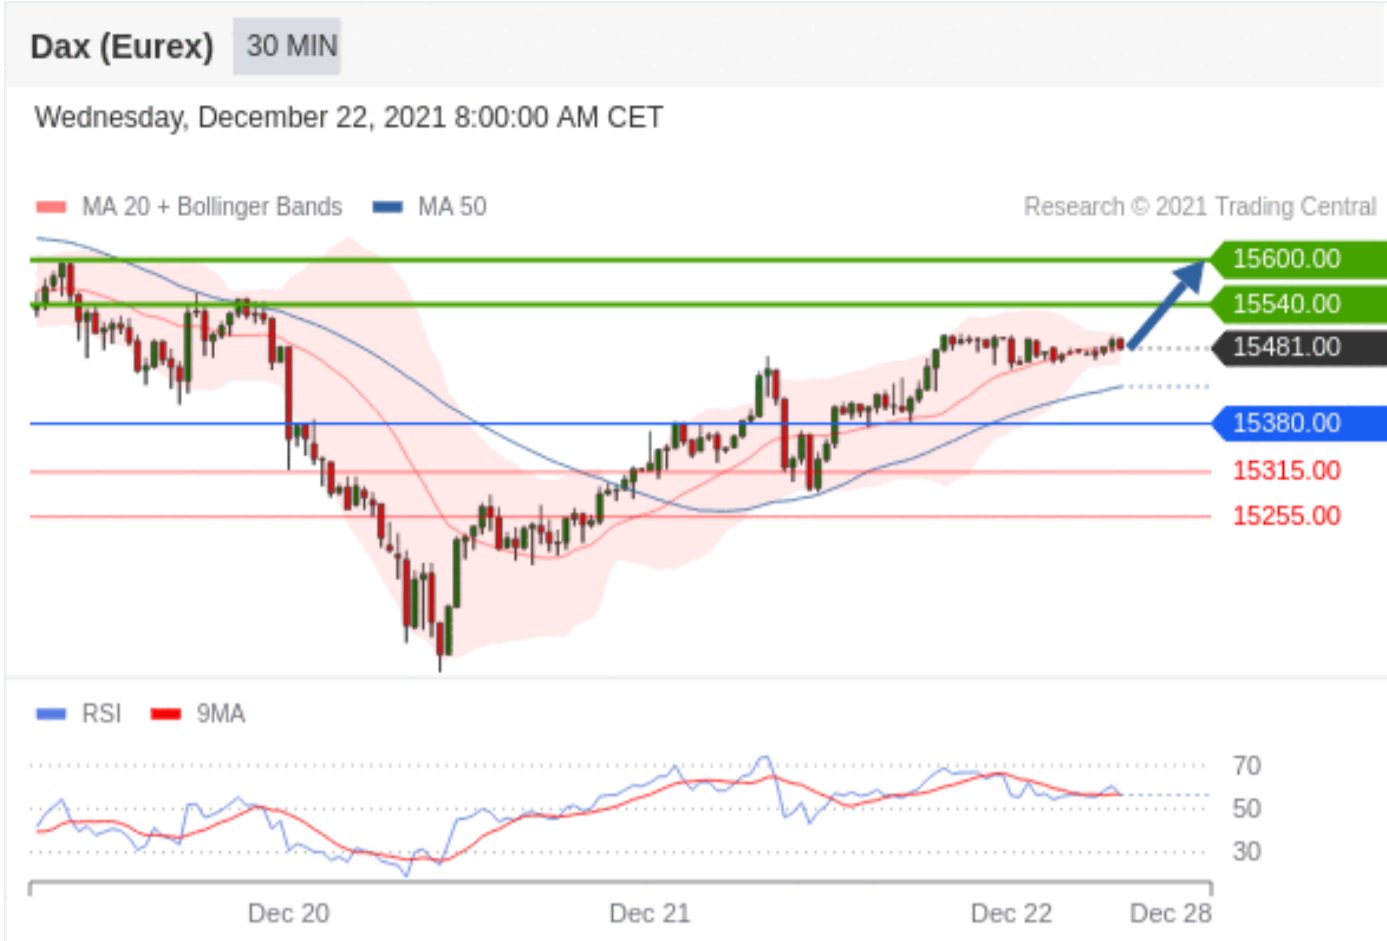 Dax (Eurex) 30 MIN
Wednesday, December 22, 2021 8:00:00 AM CET
MA 20 + Bollinger Bands MA 50 Research © 2021 Trading Central
15600.00
15540.00
15481.00
15380.00
15315.00
15255.00
RSI 9MA
70
50
30
Dec 20 Dec 21 Dec 22 Dec 28